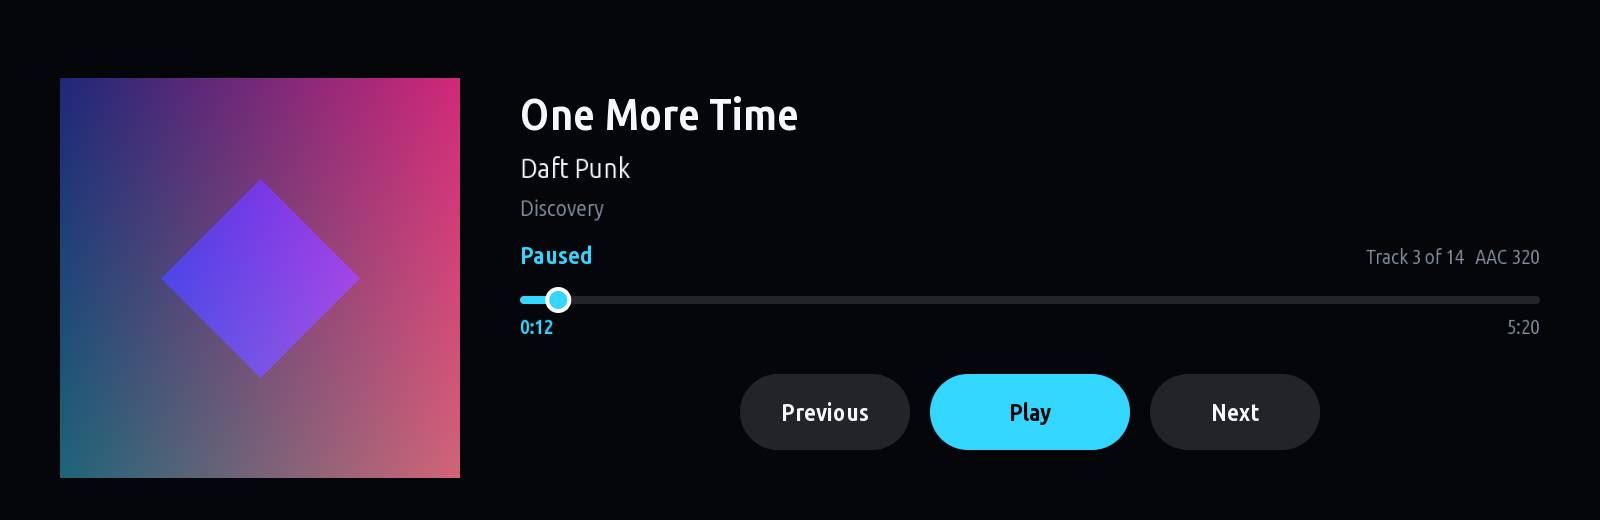 One More Time
Daft Punk
Discovery
Paused
Track 3 of 14 AAC 320
0:12
5:20
Previous
Play
Next